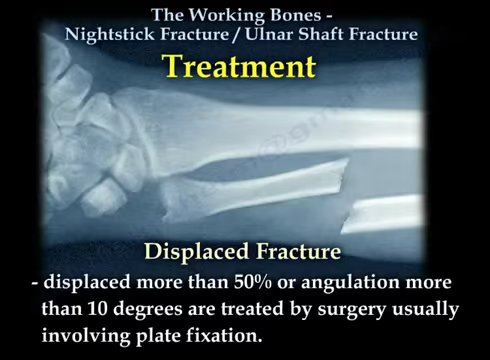 The Working Bones -
Nightstick Fracture / Ulnar Shaft Fracture
Treatment
Displaced Fracture
- displaced more than 50% or angulation more
than 10 degrees are treated by surgery usually
involving plate fixation.